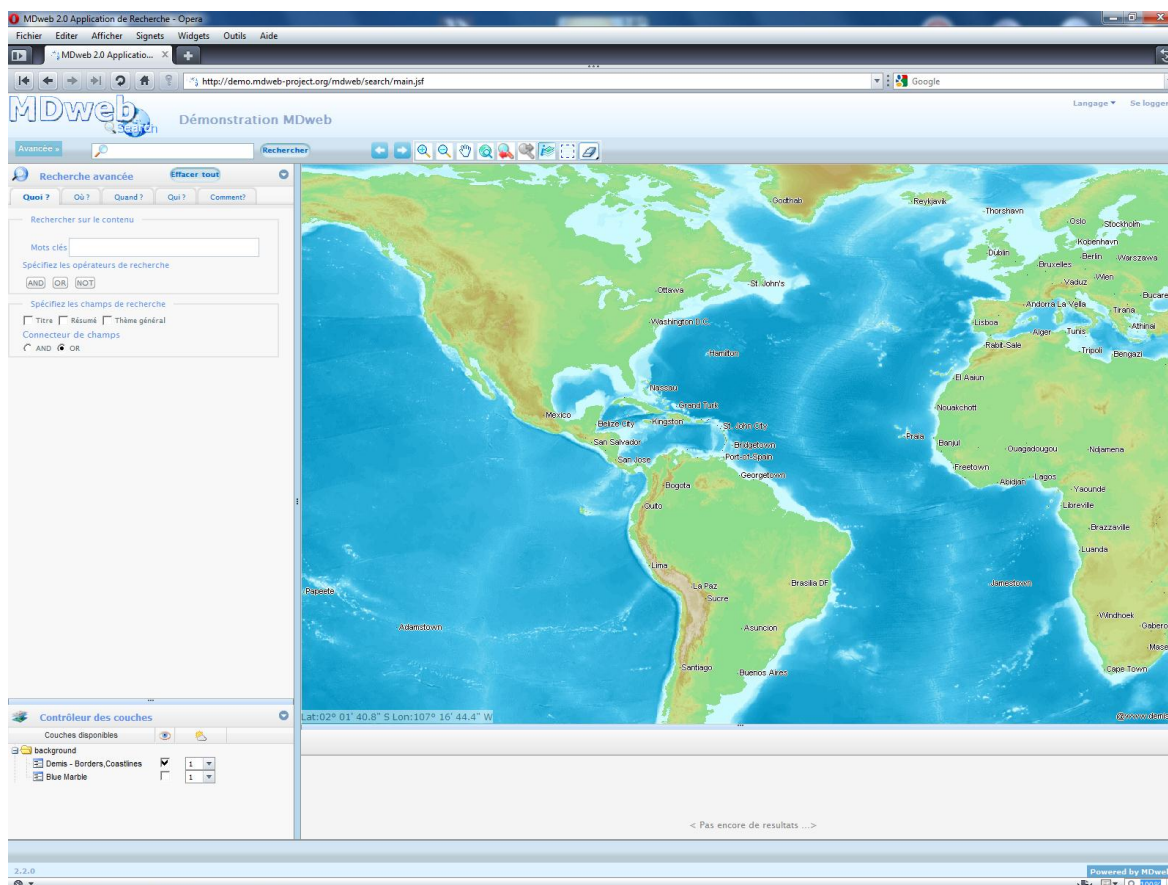 MDweb 2.0 Application de Recherche - Opera
Fichier Editer Afficher Signets Widgets Outils Aide
MDweb 2.0 Applicatio...
http://demo.mdweb-project.org/mdweb/search/main.jsf
Google
MDweb
Search
Démonstration MDweb
Langage
Se logger
Avancée »
Rechercher
Recherche avancée
Effacer tout
Quoi ? Où ? Quand ? Qui ? Comment?
Rechercher sur le contenu
Mots clés
Spécifiez les opérateurs de recherche
AND OR NOT
Spécifiez les champs de recherche
Titre Résumé Thème général
Connecteur de champs
AND OR
Godthab
Reykjavik
Thorshavn
Oslo
Stockholm
Kobenhavn
Dublin
Berlin
Warszawa
Bruxelles
Wien
Vaduz
Ottawa
St. John's
Bucare
Andorra La Vella
Tirana
Washington D.C.
Lisboa
Alger
Tunis
Athinai
Rabit-Sale
Tripoli
Bengazi
Hamilton
El Aaiun
Nassau
Grand Turk
Nouakchott
Mexico
Belize City
Kingston
St. John City
Praia
Banjul
San Salvador
Bridgetown
Port-of-Spain
Ouagadougou
Ndjamena
San Jose
Georgetown
Freetown
Abidjan
Lagos
Bogota
Yaounde
Quito
Libreville
Brazzaville
Luanda
Lima
La Paz
Brasilia DF
Jamestown
Papeete
Sucre
Adamstown
Asuncion
Windhoek
Gabero
Mase
Santiago
Buenos Aires
Cape Town
Lat:02º 01' 40.8" S Lon:107º 16' 44.4" W
Contrôleur des couches
Couches disponibles
background
Demis - Borders,Coastlines 1
Blue Marble 1
< Pas encore de resultats ...>
2.2.0
Powered by MDweb
100%